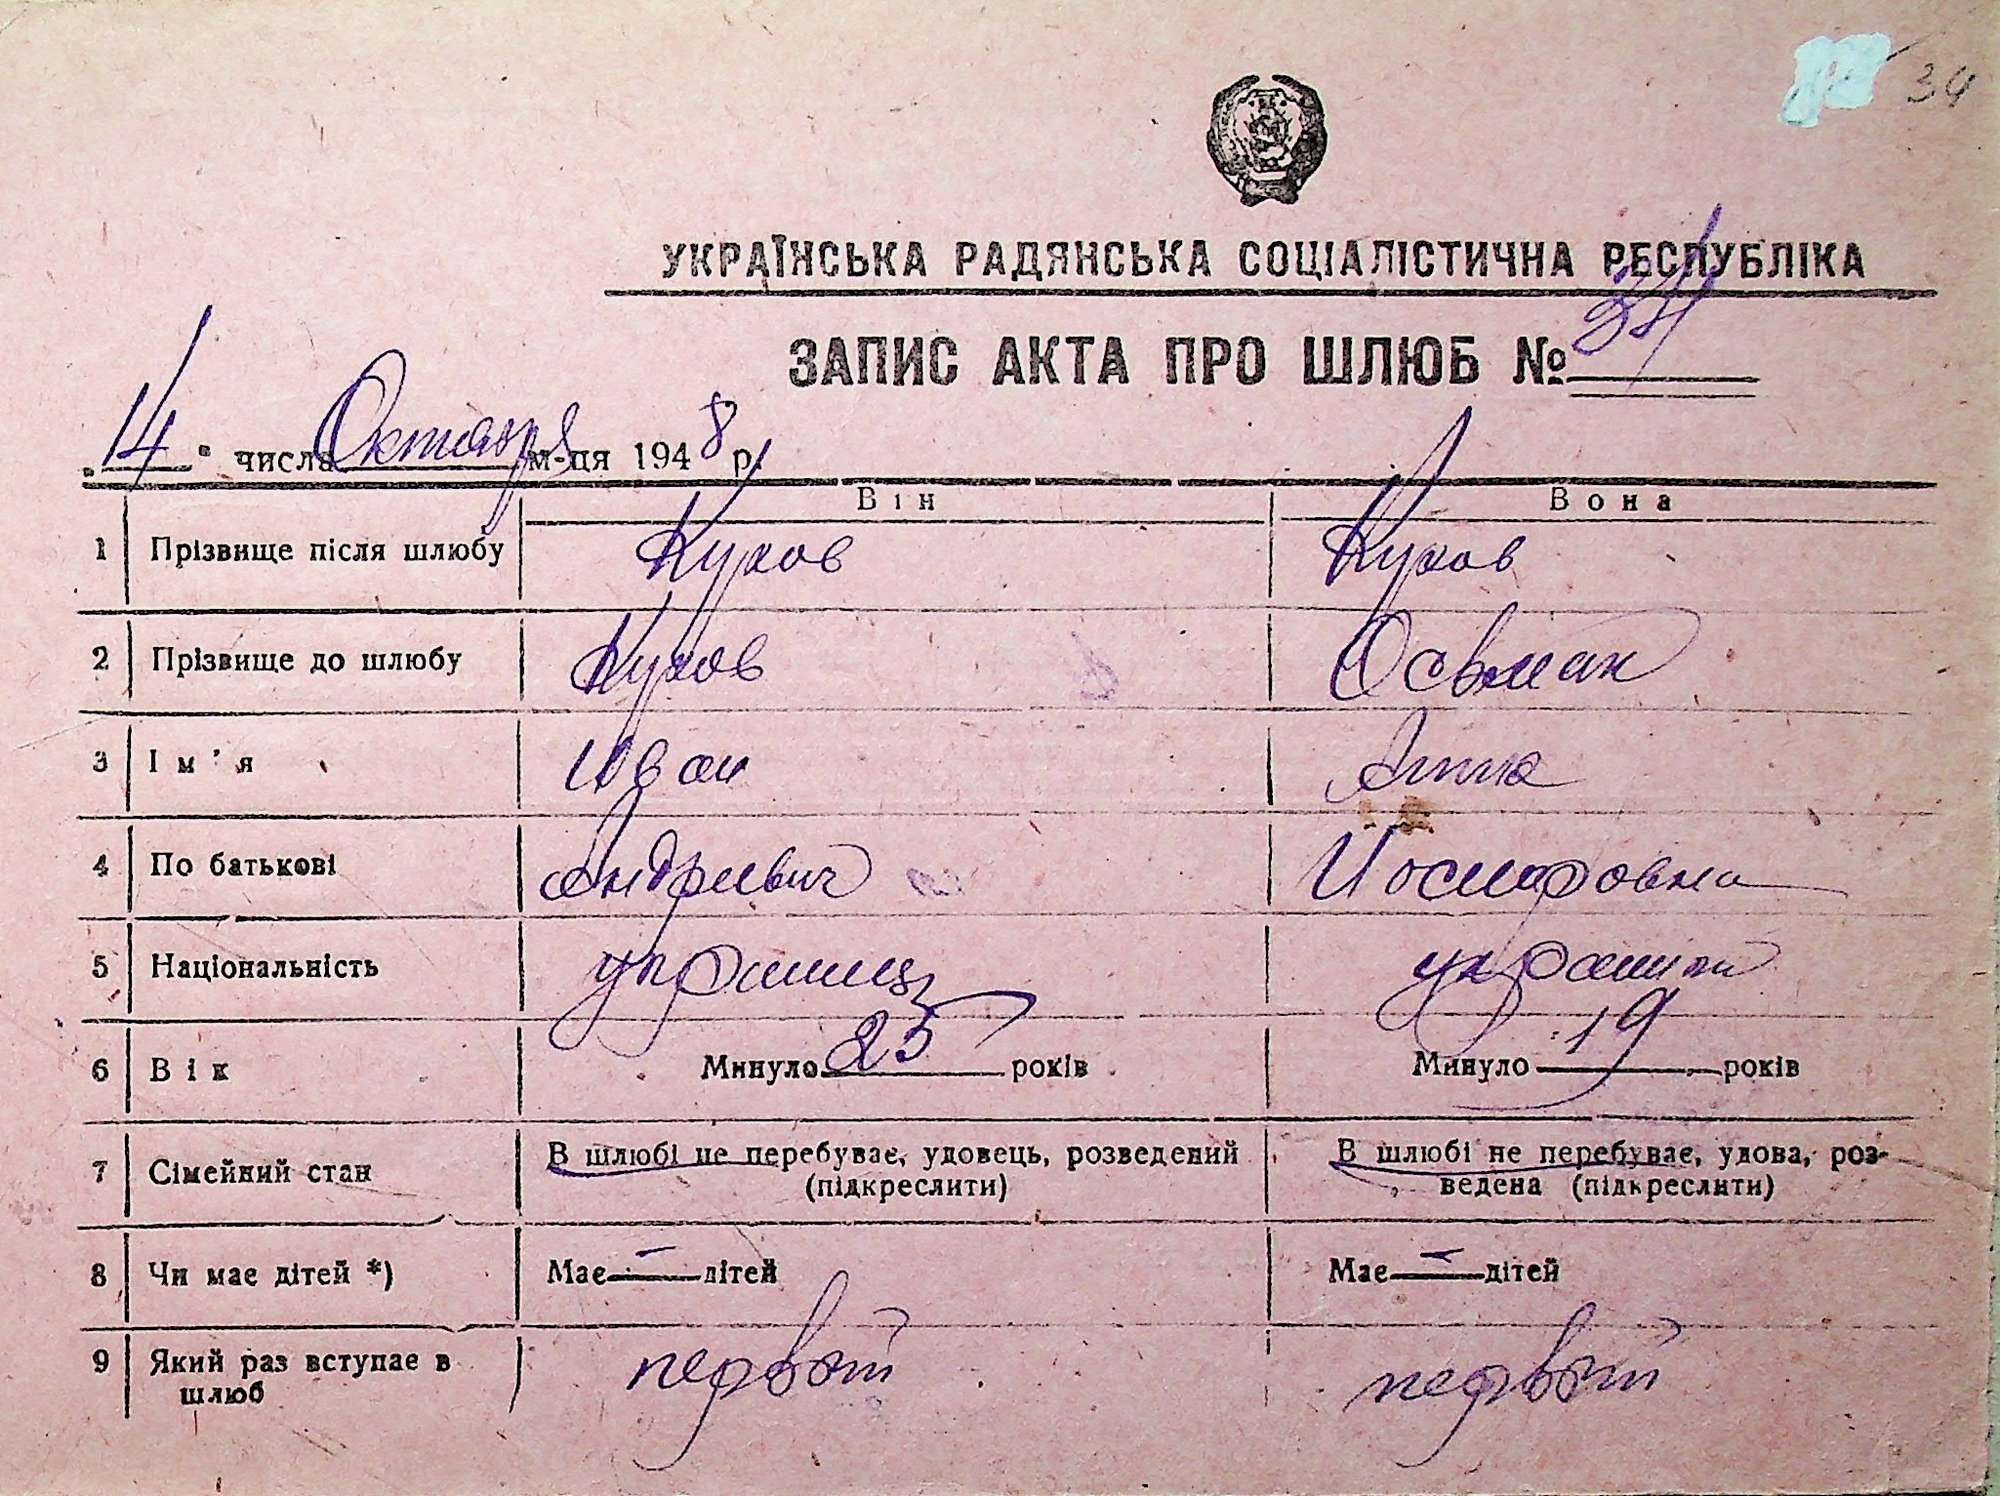 34
УКРАЇНСЬКА РАДЯНСЬКА СОЦІАЛІСТИЧНА РЕСПУБЛІКА
ЗАПИС АКТА ПРО ШЛЮБ № 34
„14“ числа Октября м-ця 1948 р.
Він Вона
1 Прізвище після шлюбу Кухов Кухов
2 Прізвище до шлюбу Кухов
3 Ім'я Иван Анна
4 По батькові Андреевич Иосифовна
5 Національність украинец
6 Вік Минуло 25 років Минуло 19 років
7 Сімейний стан В шлюбі не перебуває, удовець, розведений В шлюбі не перебуває, удова, роз-
(підкреслити) ведена (підкреслити)
8 Чи має дітей *) Має — дітей Має — дітей
9 Який раз вступає в
шлюб первый первый